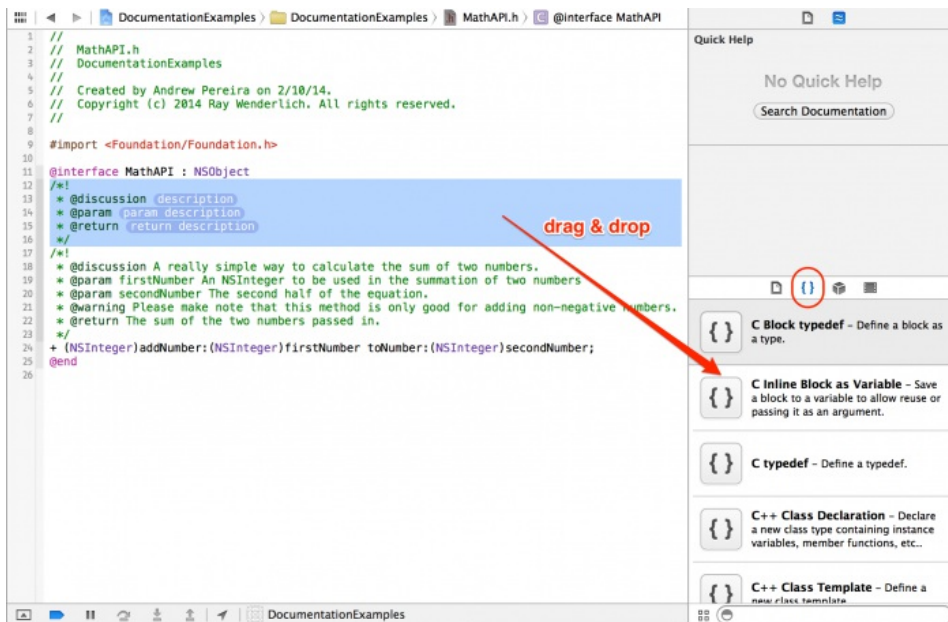 DocumentationExamples DocumentationExamples MathAPI.h @interface MathAPI
1 //
2 //  MathAPI.h
3 //  DocumentationExamples
4 //
5 //  Created by Andrew Pereira on 2/10/14.
6 //  Copyright (c) 2014 Ray Wenderlich. All rights reserved.
7 //
8
9 #import <Foundation/Foundation.h>
10
11 @interface MathAPI : NSObject
12 /*!
13  * @discussion description
14  * @param param description
15  * @return return description
16  */
17 /*!
18  * @discussion A really simple way to calculate the sum of two numbers.
19  * @param firstNumber An NSInteger to be used in the summation of two numbers
20  * @param secondNumber The second half of the equation.
21  * @warning Please make note that this method is only good for adding non-negative numbers.
22  * @return The sum of the two numbers passed in.
23  */
24 + (NSInteger)addNumber:(NSInteger)firstNumber toNumber:(NSInteger)secondNumber;
25 @end
26
drag & drop
DocumentationExamples
Quick Help
No Quick Help
Search Documentation
{ }
{ } C Block typedef – Define a block as
a type.
{ } C Inline Block as Variable – Save
a block to a variable to allow reuse or
passing it as an argument.
{ } C typedef – Define a typedef.
{ } C++ Class Declaration – Declare
a new class type containing instance
variables, member functions, etc..
{ } C++ Class Template – Define a
new class template